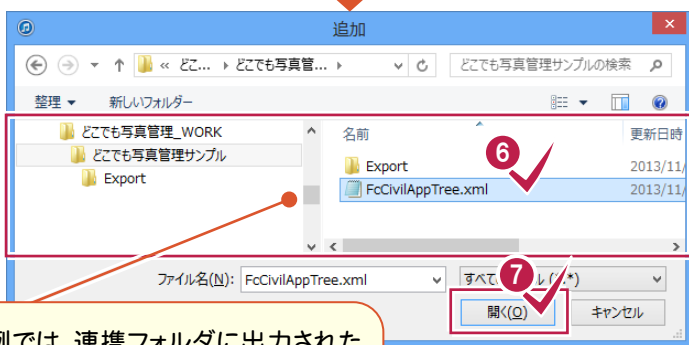 追加
« どこ... ▸ どこでも写真管... ▸
どこでも写真管理サンプルの検索
整理 ▼ 新しいフォルダー
どこでも写真管理_WORK
どこでも写真管理サンプル
Export
名前 更新日時
Export 2013/11/
FcCivilAppTree.xml 2013/11/
6
ファイル名(N): FcCivilAppTree.xml
7
開く(O) キャンセル
列では、連携フォルダに出力された